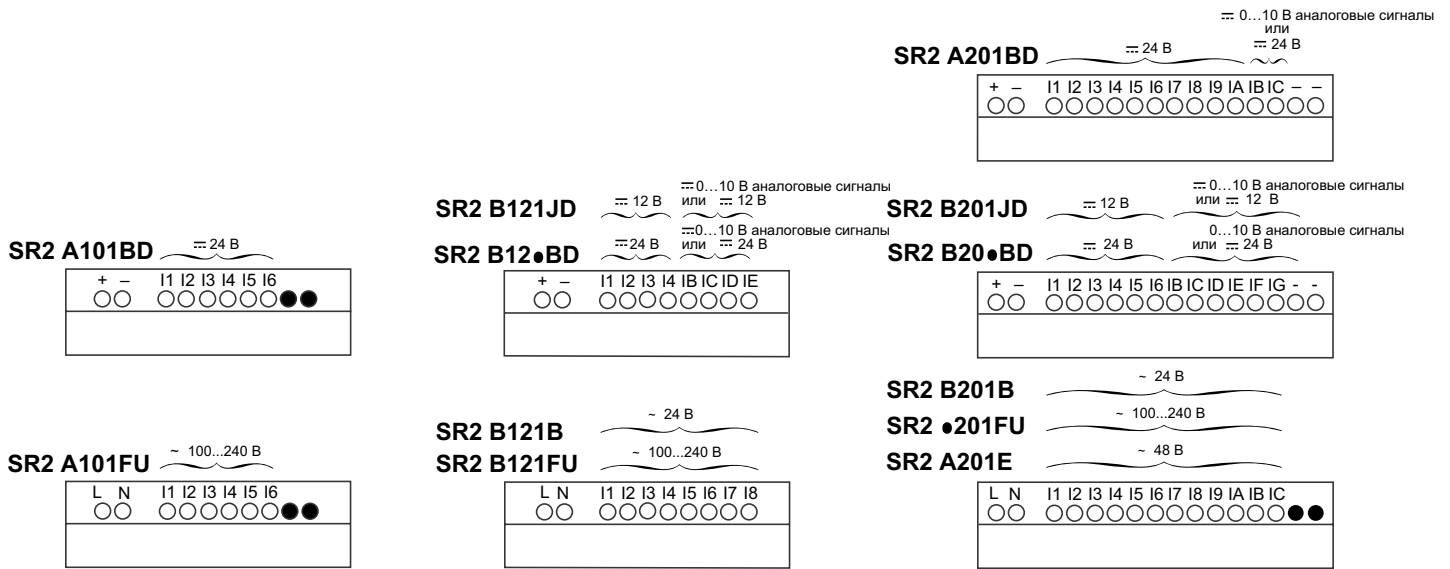 ⎓ 0…10 В аналоговые сигналы
или
SR2 A201BD ⎓ 24 В ⎓ 24 В
+ – I1 I2 I3 I4 I5 I6 I7 I8 I9 IA IB IC – –
SR2 A101BD ⎓ 24 В
+ – I1 I2 I3 I4 I5 I6
⎓ 0…10 В аналоговые сигналы
SR2 B121JD ⎓ 12 В или ⎓ 12 В
⎓0…10 В аналоговые сигналы
SR2 B12●BD ⎓24 В или ⎓ 24 В
+ – I1 I2 I3 I4 IB IC ID IE
⎓ 0…10 В аналоговые сигналы
SR2 B201JD ⎓ 12 В или ⎓ 12 В
0…10 В аналоговые сигналы
SR2 B20●BD ⎓ 24 В или ⎓ 24 В
+ – I1 I2 I3 I4 I5 I6 IB IC ID IE IF IG - -
SR2 A101FU ~ 100...240 В
L N I1 I2 I3 I4 I5 I6
SR2 B121B ~ 24 В
SR2 B121FU ~ 100...240 В
L N I1 I2 I3 I4 I5 I6 I7 I8
SR2 B201B ~ 24 В
SR2 ●201FU ~ 100...240 В
SR2 A201E ~ 48 В
L N I1 I2 I3 I4 I5 I6 I7 I8 I9 IA IB IC